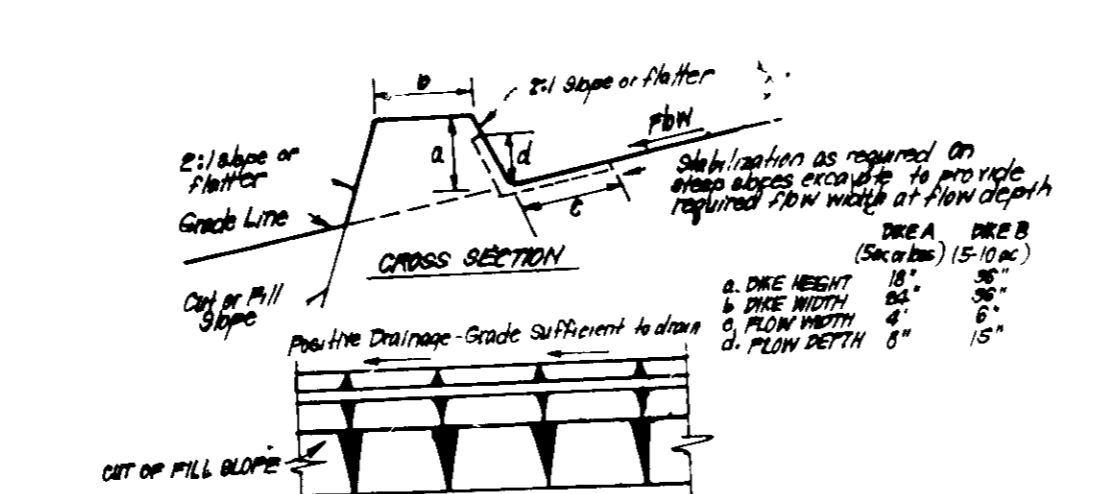 b
2:1 slope or flatter
Flow
a
d
2:1 slope or
flatter
Stabilization as required on
steep slopes excavate to provide
required flow width at flow depth
Grade Line
c
CROSS SECTION
DIKE A DIKE B
(5ac or less) (5-10 ac)
a. DIKE HEIGHT 18" 36"
b DIKE WIDTH 24" 36"
c. FLOW WIDTH 4' 6'
d. FLOW DEPTH 8" 15"
Cut or Fill
Slope
Positive Drainage - Grade Sufficient to drain
CUT OF FILL SLOPE